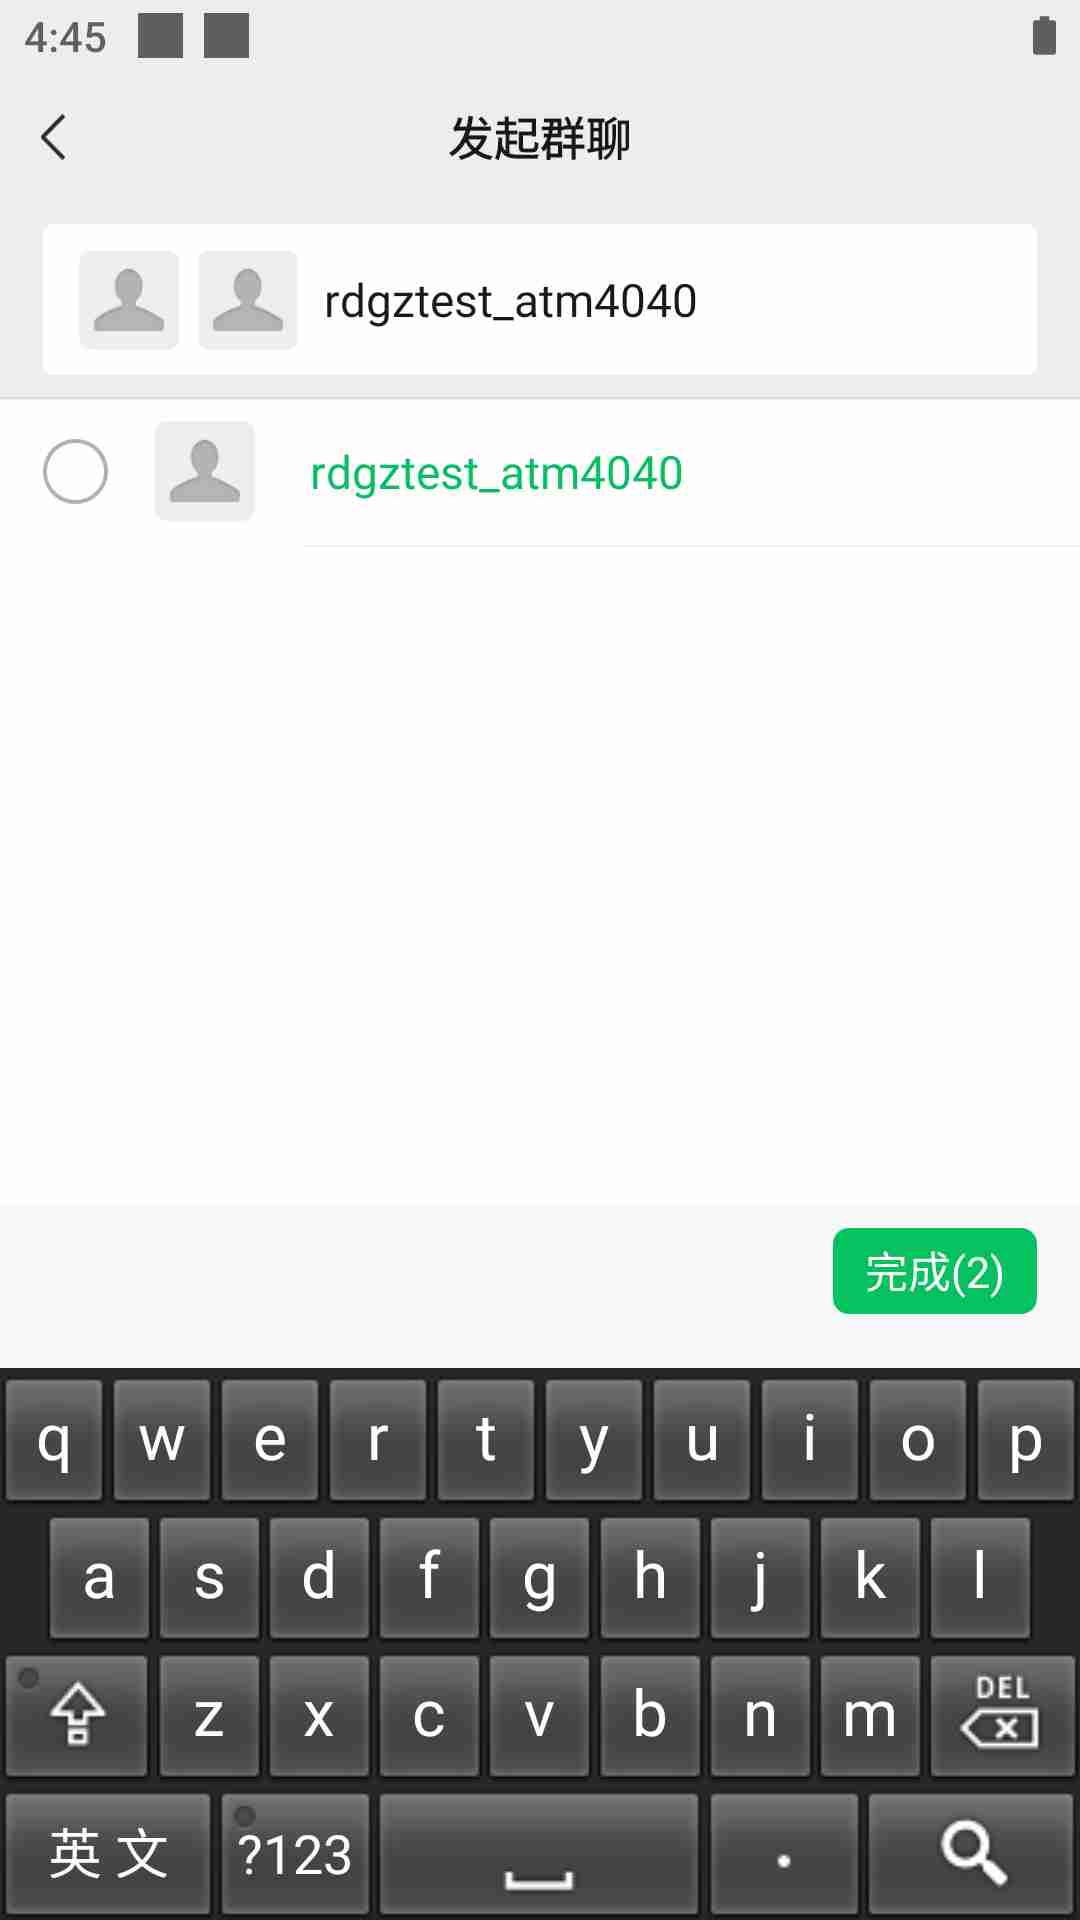 4:45
发起群聊
rdgztest_atm4040
rdgztest_atm4040
完成(2)
q w e r t y u i o p
a s d f g h j k l
z x c v b n m DEL
英文 ?123 .